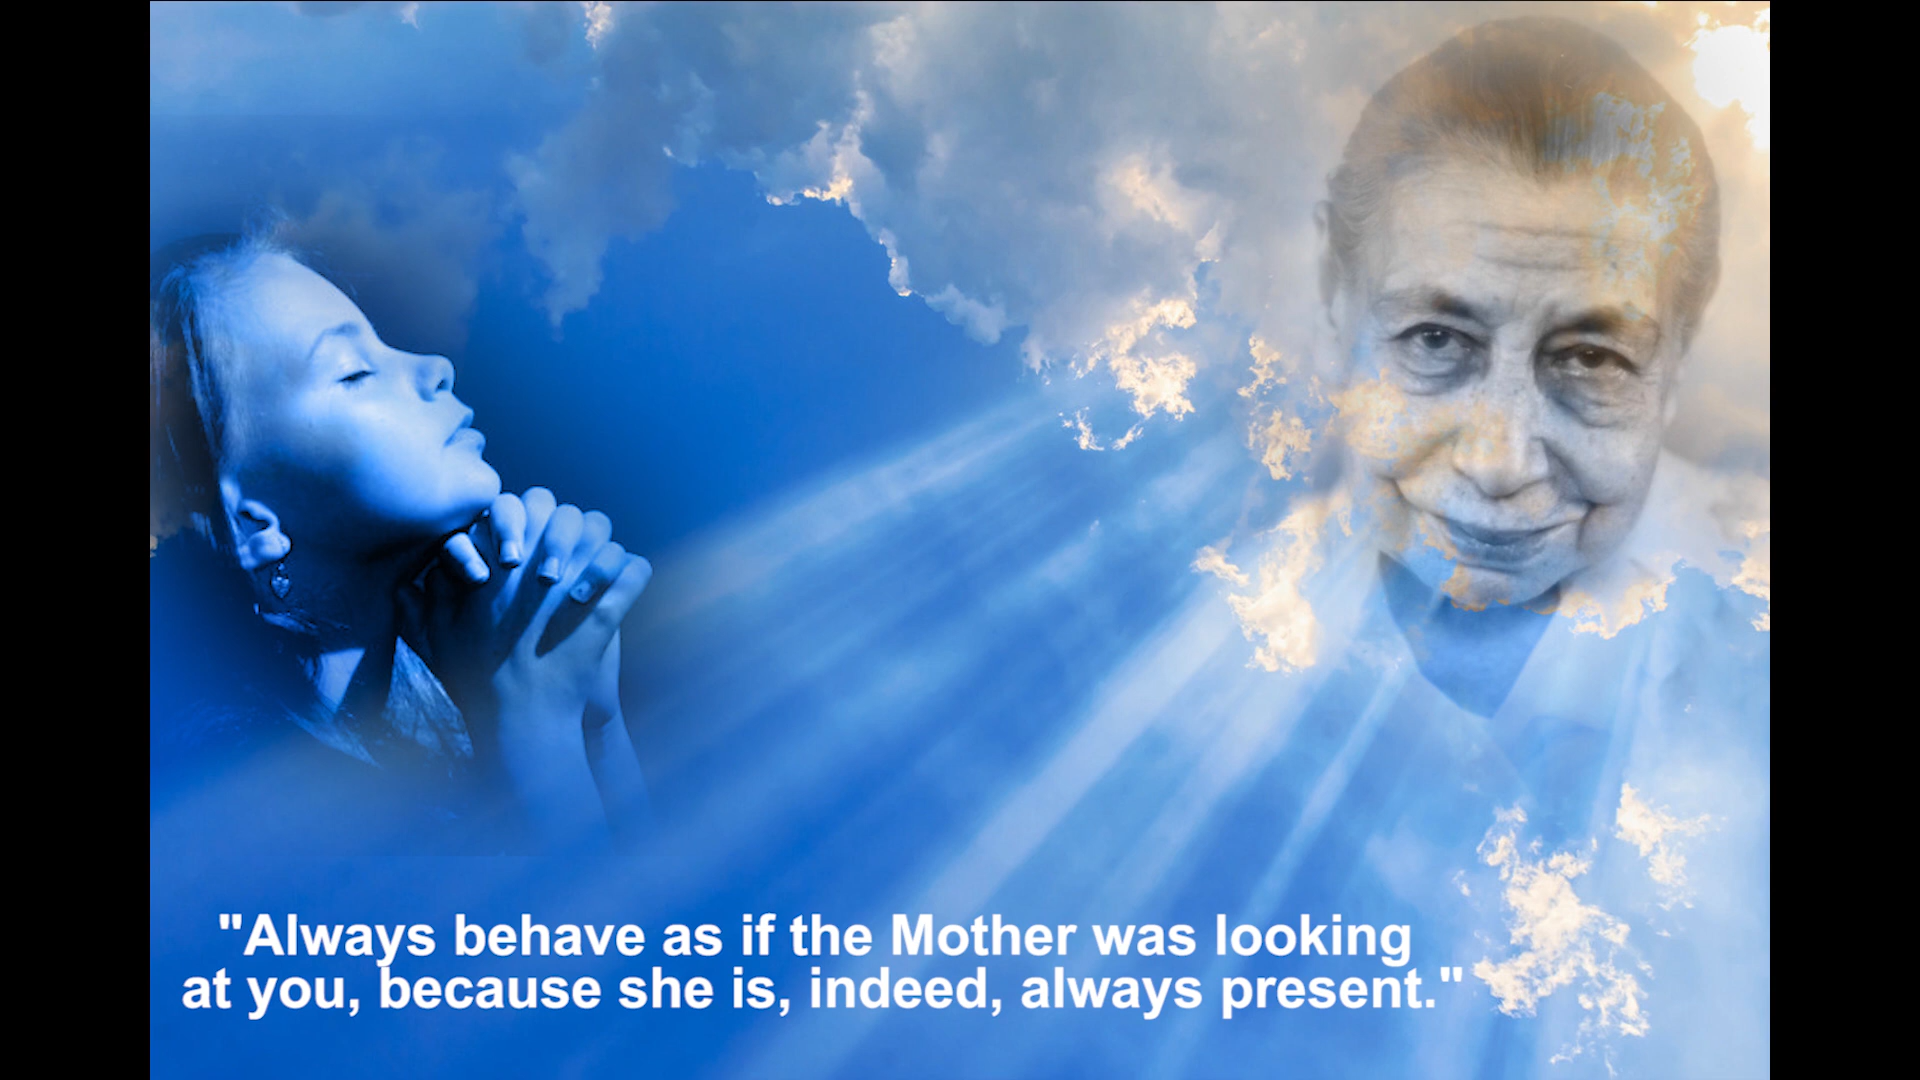 "Always behave as if the Mother was looking
at you, because she is, indeed, always present."